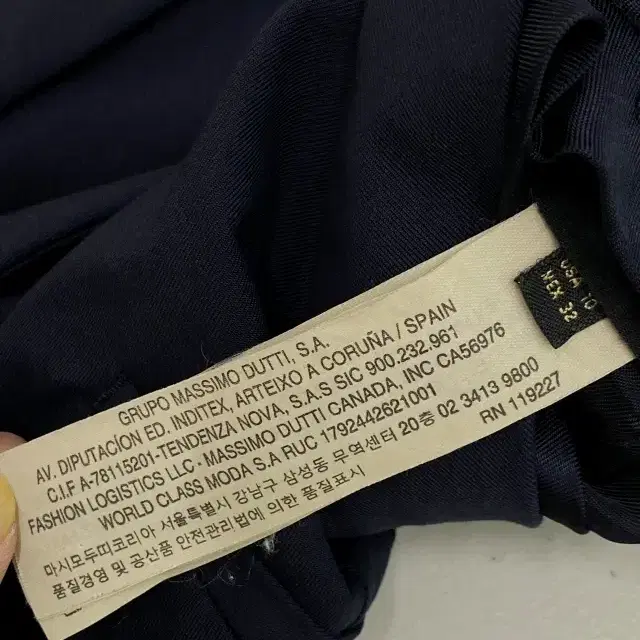 GRUPO MASSIMO DUTTI, S.A.
AV. DIPUTACION ED. INDITEX, ARTEIXO A CORUÑA / SPAIN
C.I.F A-78115201-TENDENZA NOVA, S.A.S SIC 900.232.961
FASHION LOGISTICS LLC - MASSIMO DUTTI CANADA, INC CA56976
WORLD CLASS MODA S.A RUC 1792442621001
마시모두띠코리아 서울특별시 강남구 삼성동 무역센터 20층 02 3413 9800
품질경영 및 공산품 안전관리법에 의한 품질표시
RN 119227
USA 10
MEX 32